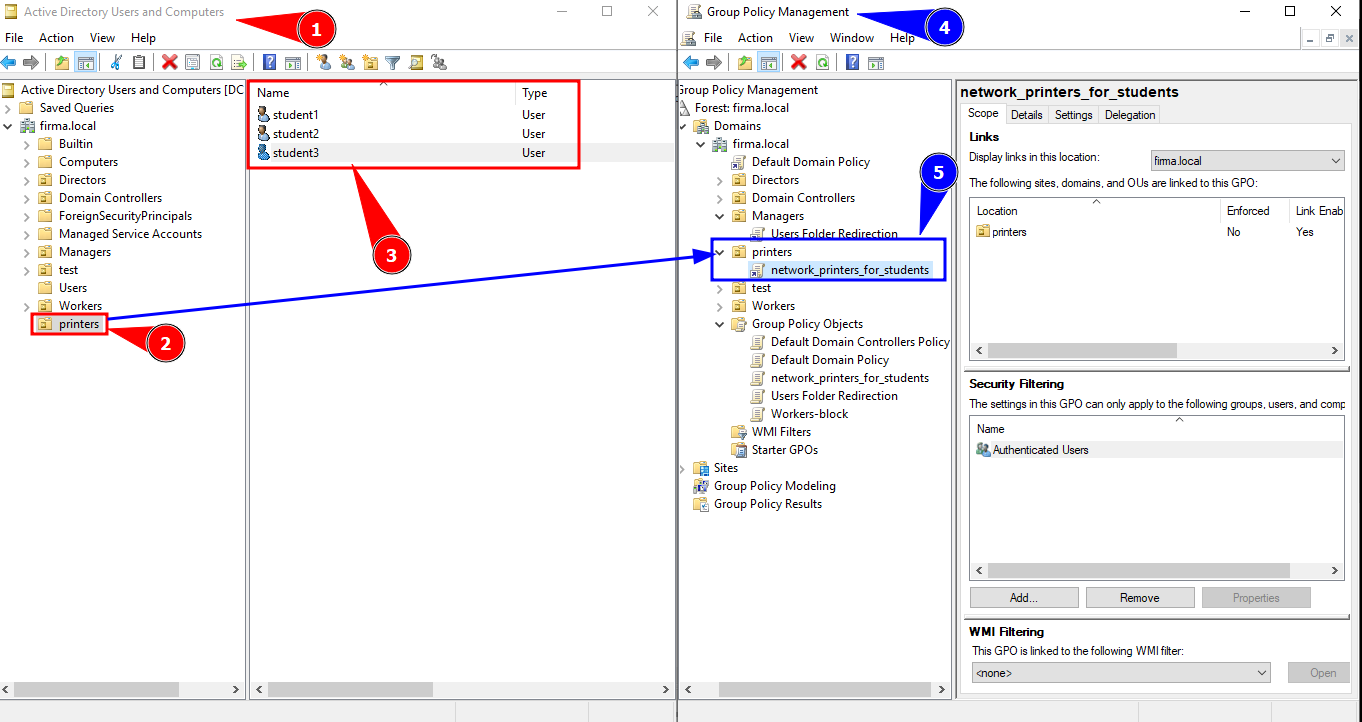 Active Directory Users and Computers
1
File Action View Help
Active Directory Users and Computers [DC
Saved Queries
firma.local
Builtin
Computers
Directors
Domain Controllers
ForeignSecurityPrincipals
Managed Service Accounts
Managers
test
Users
Workers
printers
2
Name Type
student1 User
student2 User
student3 User
3
Group Policy Management
4
File Action View Window Help
Group Policy Management
Forest: firma.local
Domains
firma.local
Default Domain Policy
5
Directors
Domain Controllers
Managers
Users Folder Redirection
printers
network_printers_for_students
test
Workers
Group Policy Objects
Default Domain Controllers Policy
Default Domain Policy
network_printers_for_students
Users Folder Redirection
Workers-block
WMI Filters
Starter GPOs
Sites
Group Policy Modeling
Group Policy Results
network_printers_for_students
Scope Details Settings Delegation
Links
Display links in this location: firma.local
The following sites, domains, and OUs are linked to this GPO:
Location Enforced Link Enab
printers No Yes
Security Filtering
The settings in this GPO can only apply to the following groups, users, and comp
Name
Authenticated Users
Add... Remove Properties
WMI Filtering
This GPO is linked to the following WMI filter:
<none> Open